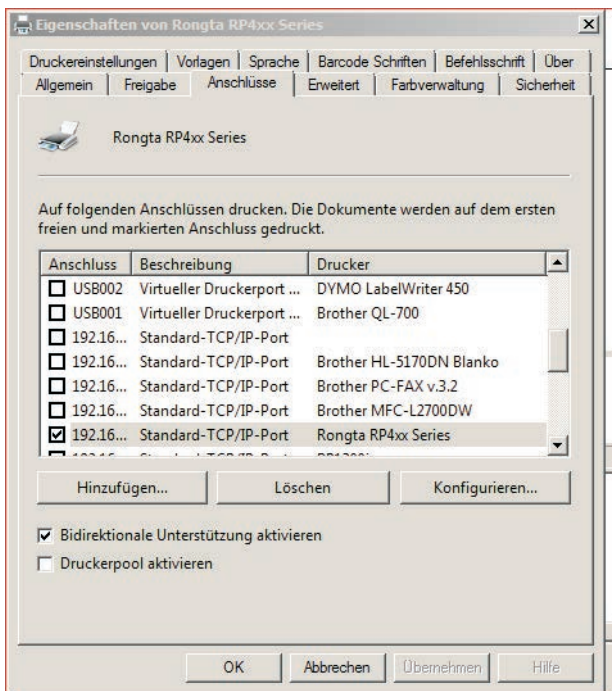 Eigenschaften von Rongta RP4xx Series
Druckereinstellungen Vorlagen Sprache Barcode Schriften Befehlsschrift Über
Allgemein Freigabe Anschlüsse Erweitert Farbverwaltung Sicherheit
Rongta RP4xx Series
Auf folgenden Anschlüssen drucken. Die Dokumente werden auf dem ersten
freien und markierten Anschluss gedruckt.
Anschluss Beschreibung Drucker
USB002 Virtueller Druckerport ... DYMO LabelWriter 450
USB001 Virtueller Druckerport ... Brother QL-700
192.16... Standard-TCP/IP-Port
192.16... Standard-TCP/IP-Port Brother HL-5170DN Blanko
192.16... Standard-TCP/IP-Port Brother PC-FAX v.3.2
192.16... Standard-TCP/IP-Port Brother MFC-L2700DW
192.16... Standard-TCP/IP-Port Rongta RP4xx Series
Hinzufügen... Löschen Konfigurieren...
Bidirektionale Unterstützung aktivieren
Druckerpool aktivieren
OK Abbrechen Übernehmen Hilfe